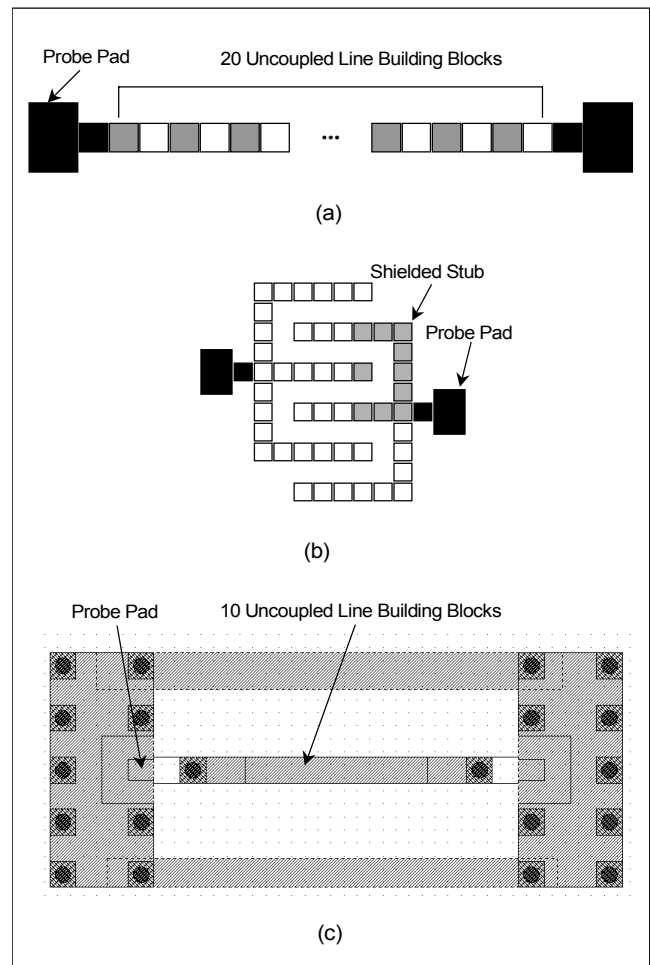 Probe Pad
20 Uncoupled Line Building Blocks
...
(a)
Shielded Stub
Probe Pad
(b)
Probe Pad
10 Uncoupled Line Building Blocks
(c)